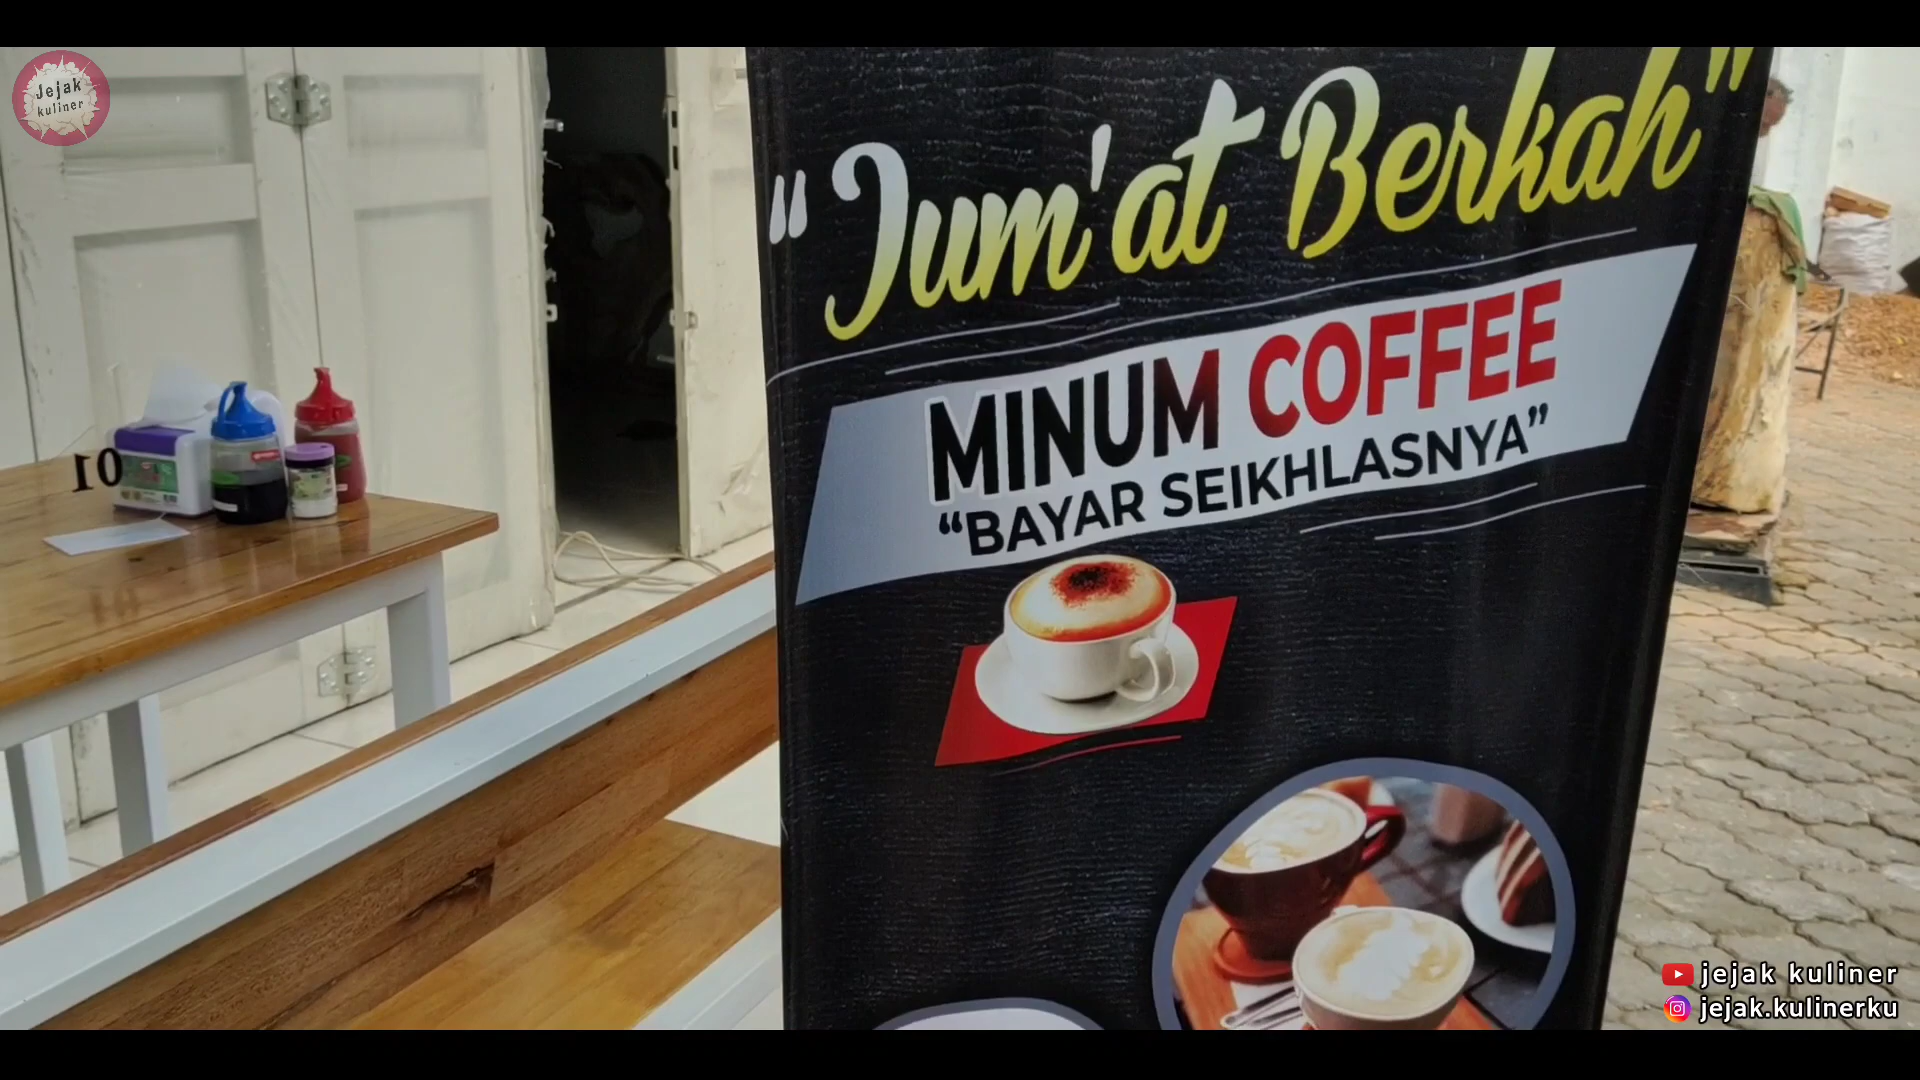 Jejak
kuliner
"Jum'at Berkah"
MINUM COFFEE
"BAYAR SEIKHLASNYA"
01
jejak kuliner
jejak.kulinerku